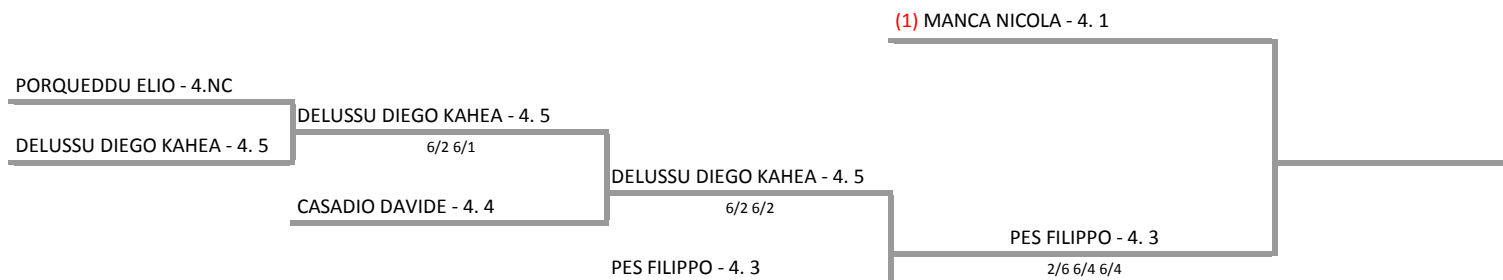 (1) MANCA NICOLA - 4. 1
PORQUEDDU ELIO - 4.NC
DELUSSU DIEGO KAHEA - 4. 5
6/2 6/1
DELUSSU DIEGO KAHEA - 4. 5
DELUSSU DIEGO KAHEA - 4. 5
6/2 6/2
CASADIO DAVIDE - 4. 4
PES FILIPPO - 4. 3
2/6 6/4 6/4
PES FILIPPO - 4. 3